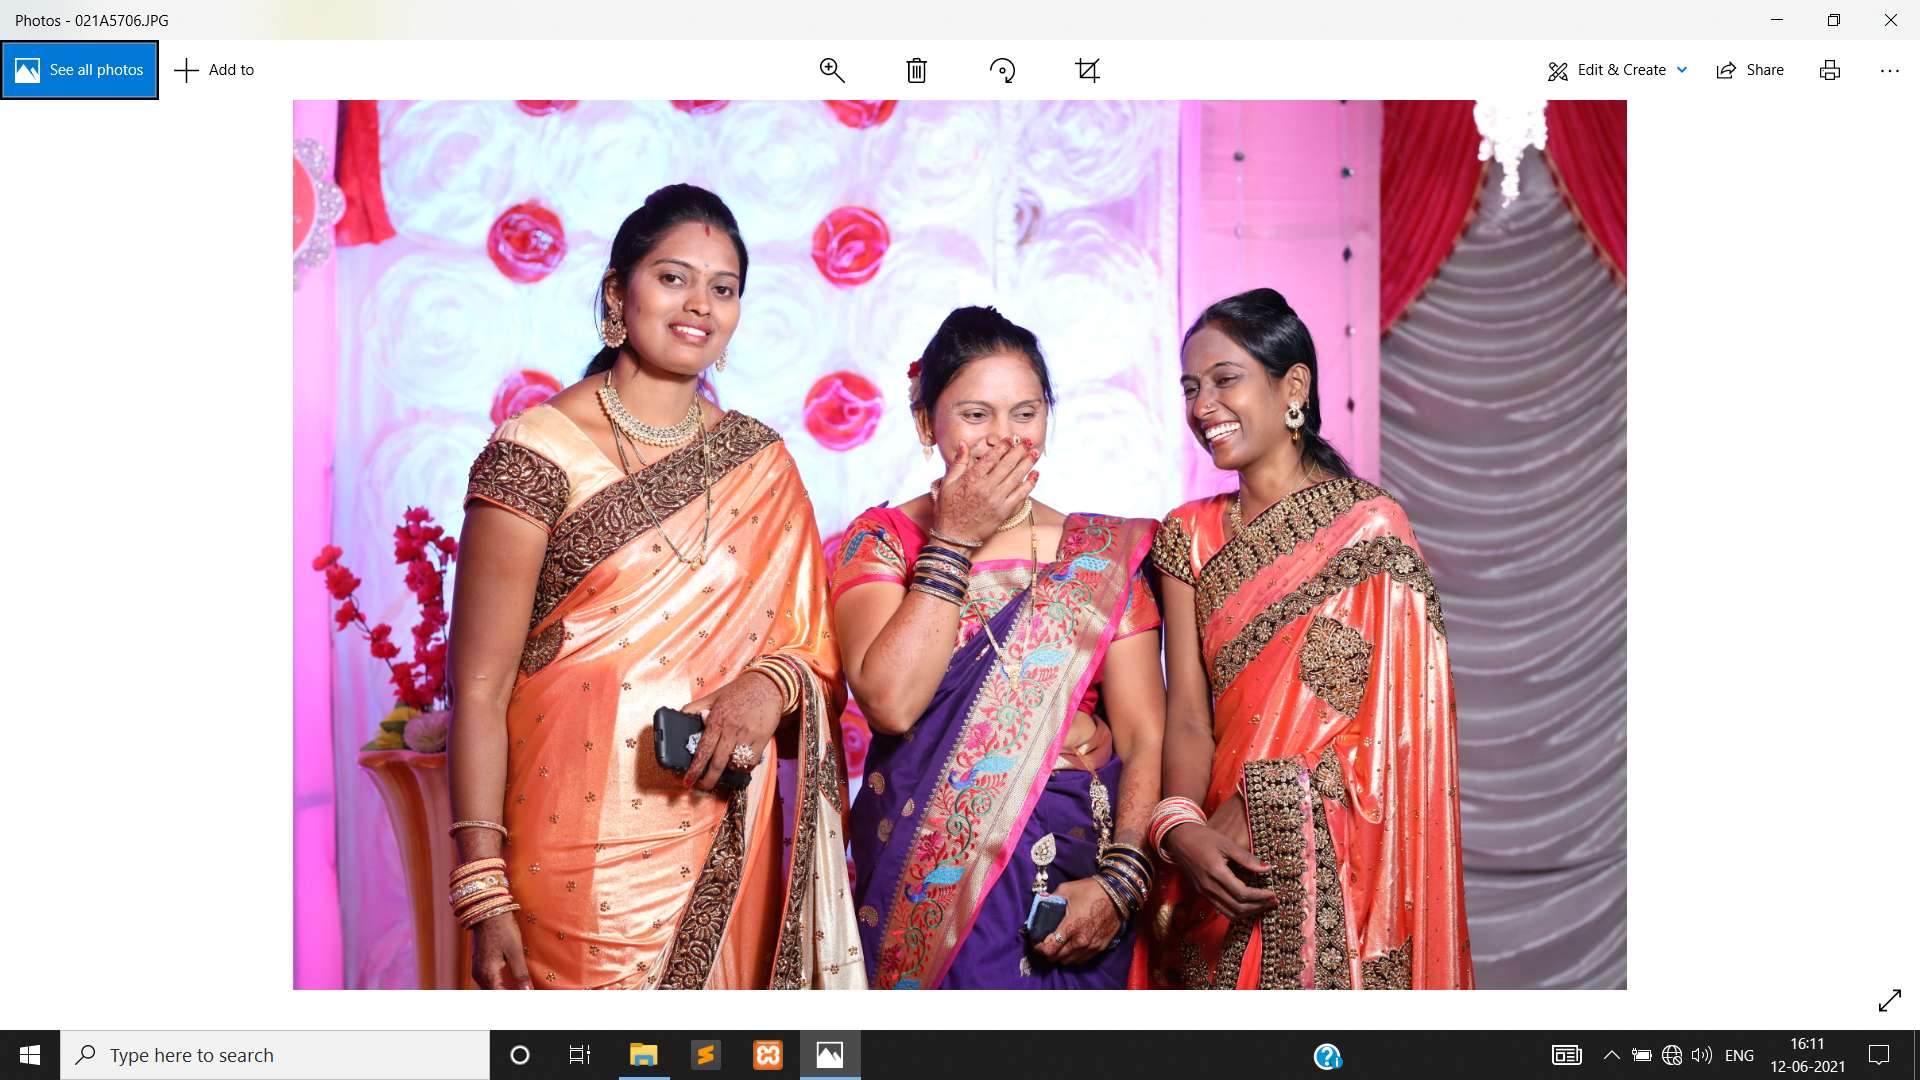 Photos - 021A5706.JPG
See all photos
Add to
Edit & Create
Share
Type here to search
ENG
16:11
12-06-2021